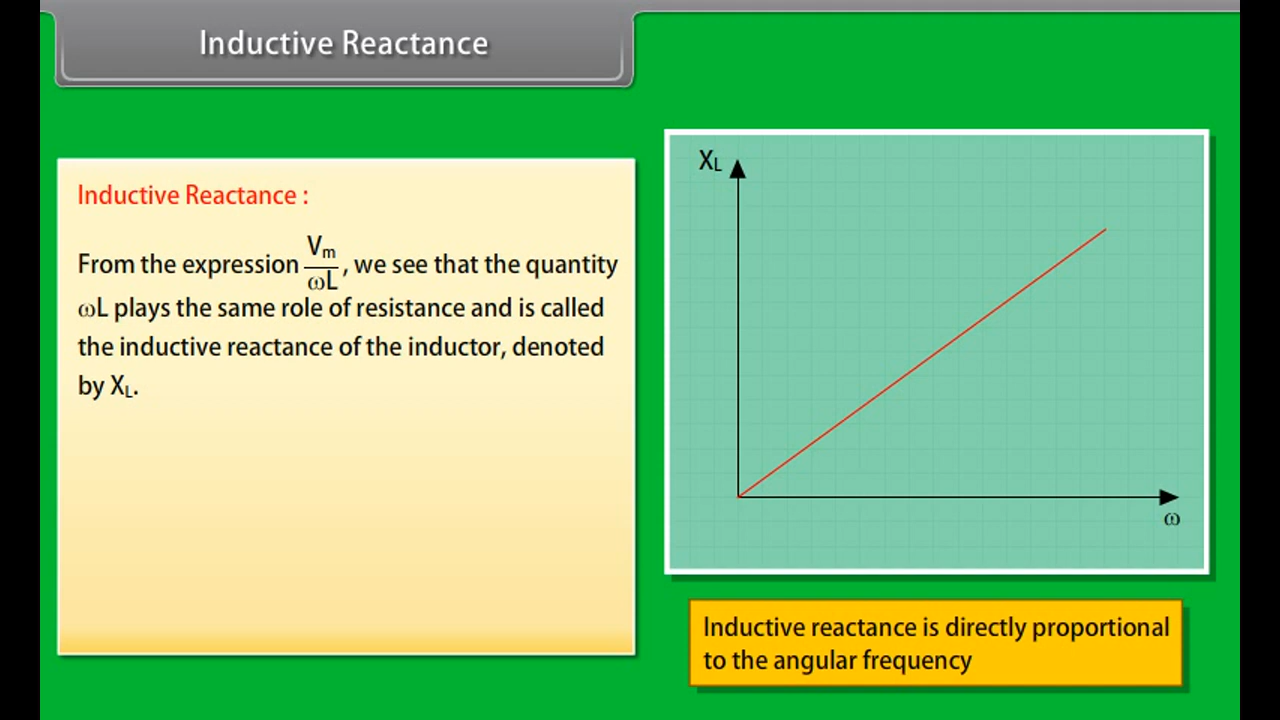 Inductive Reactance
Inductive Reactance :
From the expression Vm/ωL, we see that the quantity
ωL plays the same role of resistance and is called
the inductive reactance of the inductor, denoted
by XL.
XL
ω
Inductive reactance is directly proportional
to the angular frequency